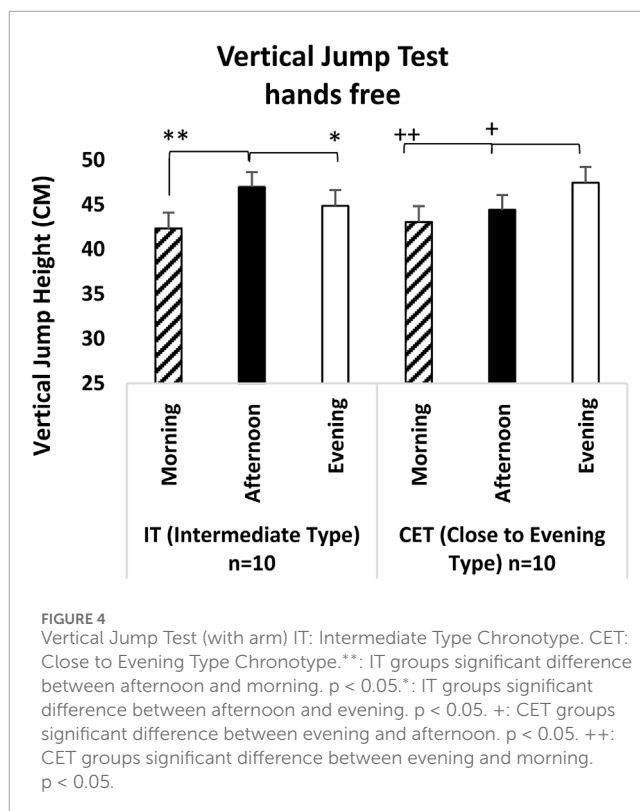 Vertical Jump Test
hands free
** * ++ +
Vertical Jump Height (CM)
50
45
40
35
30
25
Morning
Afternoon
Evening
Morning
Afternoon
Evening
IT (Intermediate Type)
n=10
CET (Close to Evening
Type) n=10
FIGURE 4
Vertical Jump Test (with arm) IT: Intermediate Type Chronotype. CET:
Close to Evening Type Chronotype.**: IT groups significant difference
between afternoon and morning. p < 0.05.*: IT groups significant
difference between afternoon and evening. p < 0.05. +: CET groups
significant difference between evening and afternoon. p < 0.05. ++:
CET groups significant difference between evening and morning.
p < 0.05.